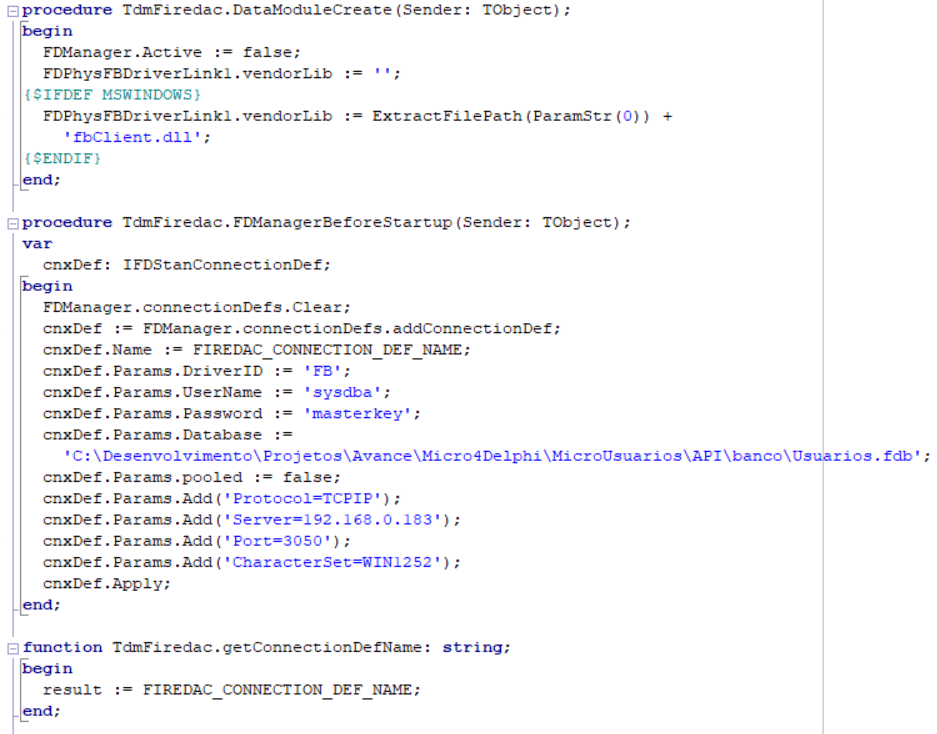 procedure TdmFiredac.DataModuleCreate(Sender: TObject);
begin
  FDManager.Active := false;
  FDPhysFBDriverLink1.vendorLib := '';
{$IFDEF MSWINDOWS}
  FDPhysFBDriverLink1.vendorLib := ExtractFilePath(ParamStr(0)) +
    'fbClient.dll';
{$ENDIF}
end;
procedure TdmFiredac.FDManagerBeforeStartup(Sender: TObject);
var
  cnxDef: IFDStanConnectionDef;
begin
  FDManager.connectionDefs.Clear;
  cnxDef := FDManager.connectionDefs.addConnectionDef;
  cnxDef.Name := FIREDAC_CONNECTION_DEF_NAME;
  cnxDef.Params.DriverID := 'FB';
  cnxDef.Params.UserName := 'sysdba';
  cnxDef.Params.Password := 'masterkey';
  cnxDef.Params.Database :=
    'C:\Desenvolvimento\Projetos\Avance\Micro4Delphi\MicroUsuarios\API\banco\Usuarios.fdb';
  cnxDef.Params.pooled := false;
  cnxDef.Params.Add('Protocol=TCPIP');
  cnxDef.Params.Add('Server=192.168.0.183');
  cnxDef.Params.Add('Port=3050');
  cnxDef.Params.Add('CharacterSet=WIN1252');
  cnxDef.Apply;
end;
function TdmFiredac.getConnectionDefName: string;
begin
  result := FIREDAC_CONNECTION_DEF_NAME;
end;